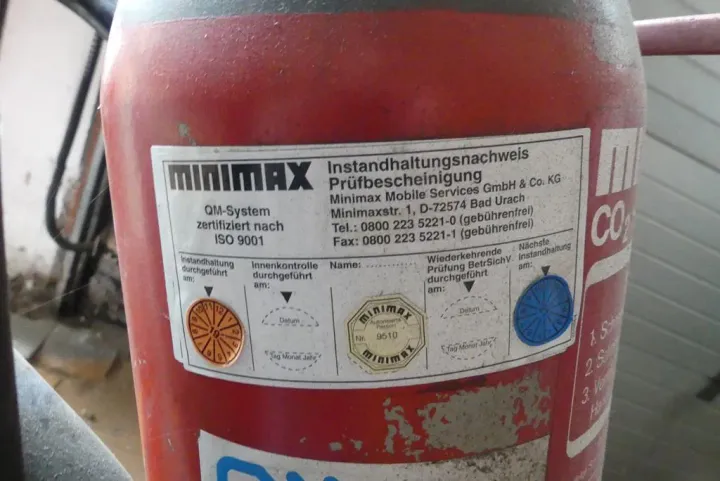 MINIMAX
QM-System
zertifiziert nach
ISO 9001
Instandhaltungsnachweis
Prüfbescheinigung
Minimax Mobile Services GmbH & Co. KG
Minimaxstr. 1, D-72574 Bad Urach
Tel.: 0800 223 5221-0 (gebührenfrei)
Fax: 0800 223 5221-1 (gebührenfrei)
Instandhaltung
durchgeführt
am:
Innenkontrolle
durchgeführt
am:
Datum
Tag Monat Jahr
Name:
MINIMAX
Nr. 9510
MINIMAX
Wiederkehrende
Prüfung BetrSichV
durchgeführt
am:
Datum
Tag Monat Jahr
Nächste
Instandhaltung
am:
10
CO2
1.
2.
3.